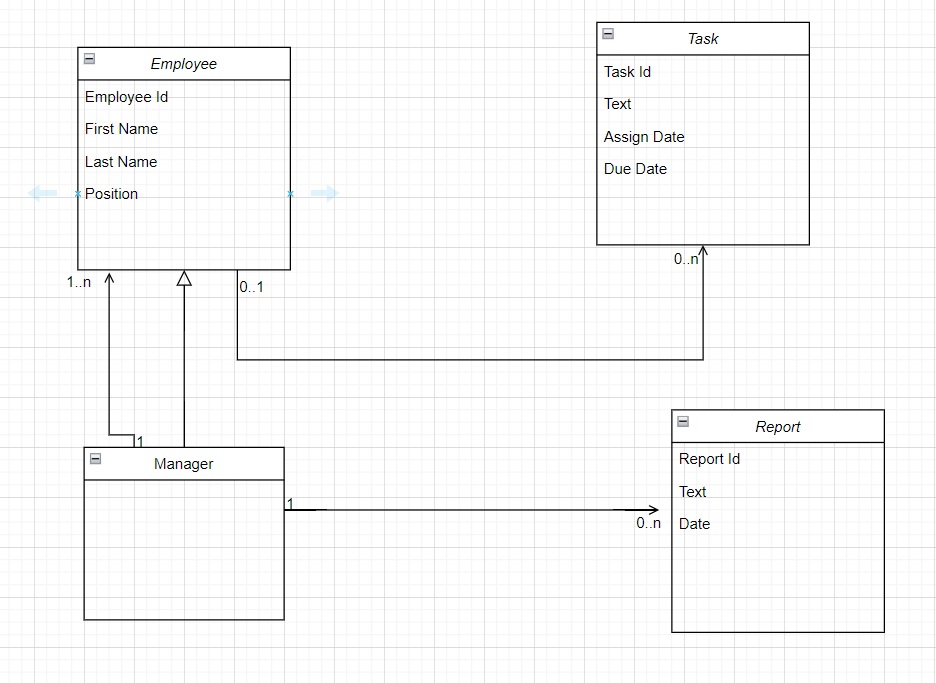 Employee
Employee Id
First Name
Last Name
Position
Task
Task Id
Text
Assign Date
Due Date
1..n
0..1
0..n
1
Manager
1
0..n
Report
Report Id
Text
Date